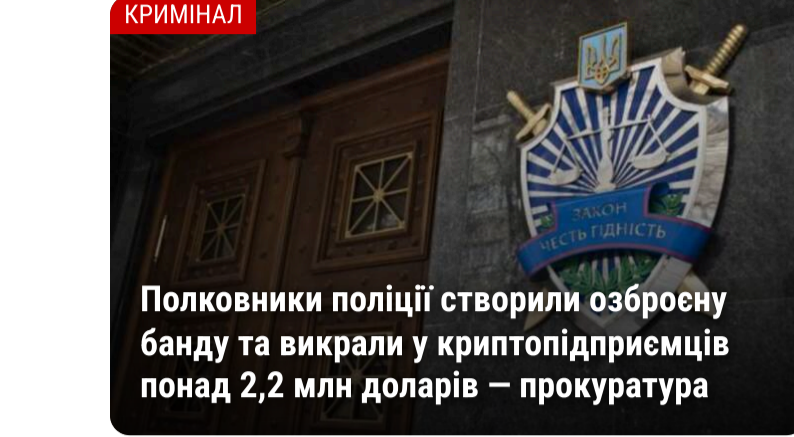 КРИМІНАЛ
ЗАКОН
ЧЕСТЬ ГІДНІСТЬ
Полковники поліції створили озброєну
банду та викрали у криптопідприємців
понад 2,2 млн доларів — прокуратура